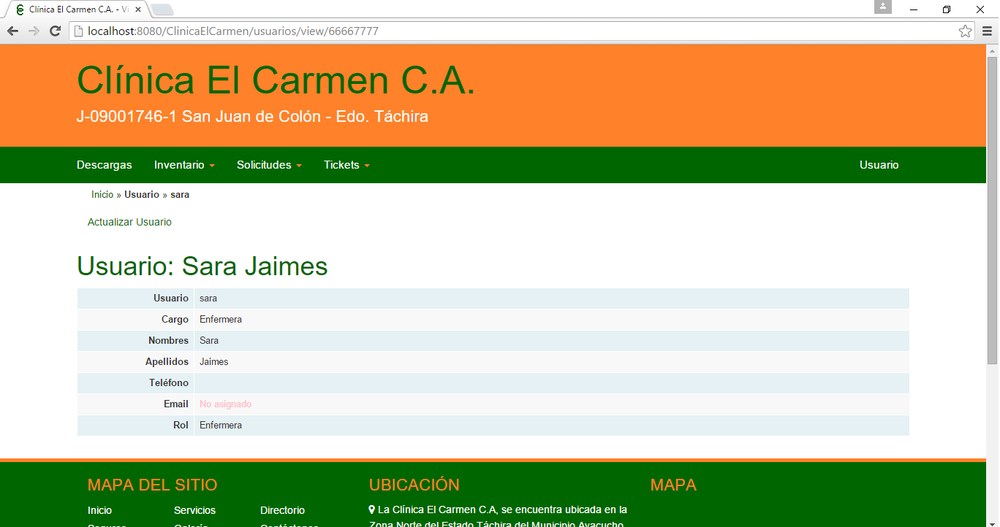 Clínica El Carmen C.A. - Vi
localhost:8080/ClinicaElCarmen/usuarios/view/66667777
Clínica El Carmen C.A.
J-09001746-1 San Juan de Colón - Edo. Táchira
Descargas Inventario Solicitudes Tickets Usuario
Inicio » Usuario » sara
Actualizar Usuario
Usuario: Sara Jaimes
Usuario sara
Cargo Enfermera
Nombres Sara
Apellidos Jaimes
Teléfono
Email No asignado
Rol Enfermera
MAPA DEL SITIO UBICACIÓN MAPA
Inicio Servicios Directorio La Clínica El Carmen C.A, se encuentra ubicada en la
Seguros Galería Contáctenos Zona Norte del Estado Táchira del Municipio Ayacucho